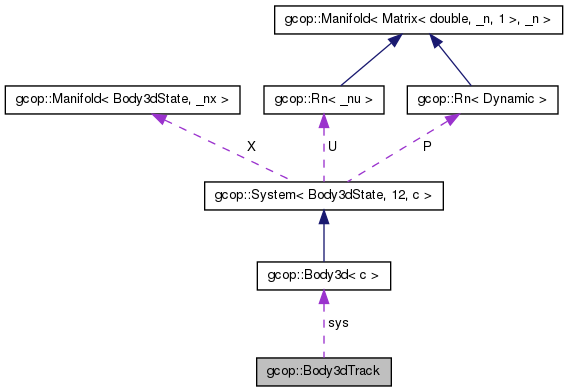 gcop::Manifold< Matrix< double, _n, 1 >, _n >
gcop::Manifold< Body3dState, _nx >
gcop::Rn< _nu >
gcop::Rn< Dynamic >
X
U
P
gcop::System< Body3dState, 12, c >
gcop::Body3d< c >
sys
gcop::Body3dTrack